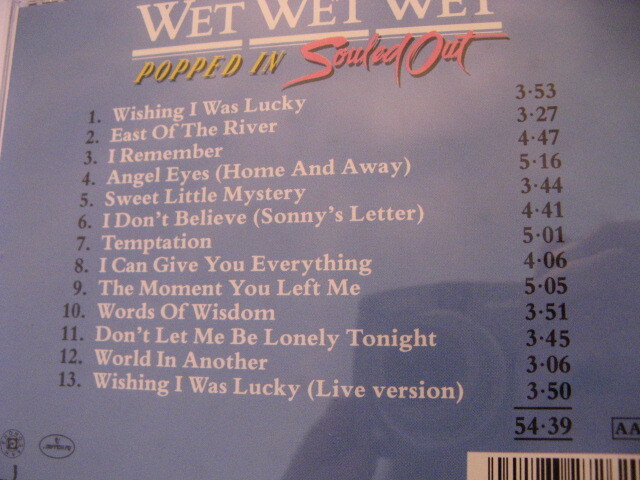 WET WET WET
POPPED IN Souled Out
1. Wishing I Was Lucky 3·53
2. East Of The River 3·27
3. I Remember 4·47
4. Angel Eyes (Home And Away) 5·16
5. Sweet Little Mystery 3·44
6. I Don't Believe (Sonny's Letter) 4·41
7. Temptation 5·01
8. I Can Give You Everything 4·06
9. The Moment You Left Me 5·05
10. Words Of Wisdom 3·51
11. Don't Let Me Be Lonely Tonight 3·45
12. World In Another 3·06
13. Wishing I Was Lucky (Live version) 3·50
54·39
AA